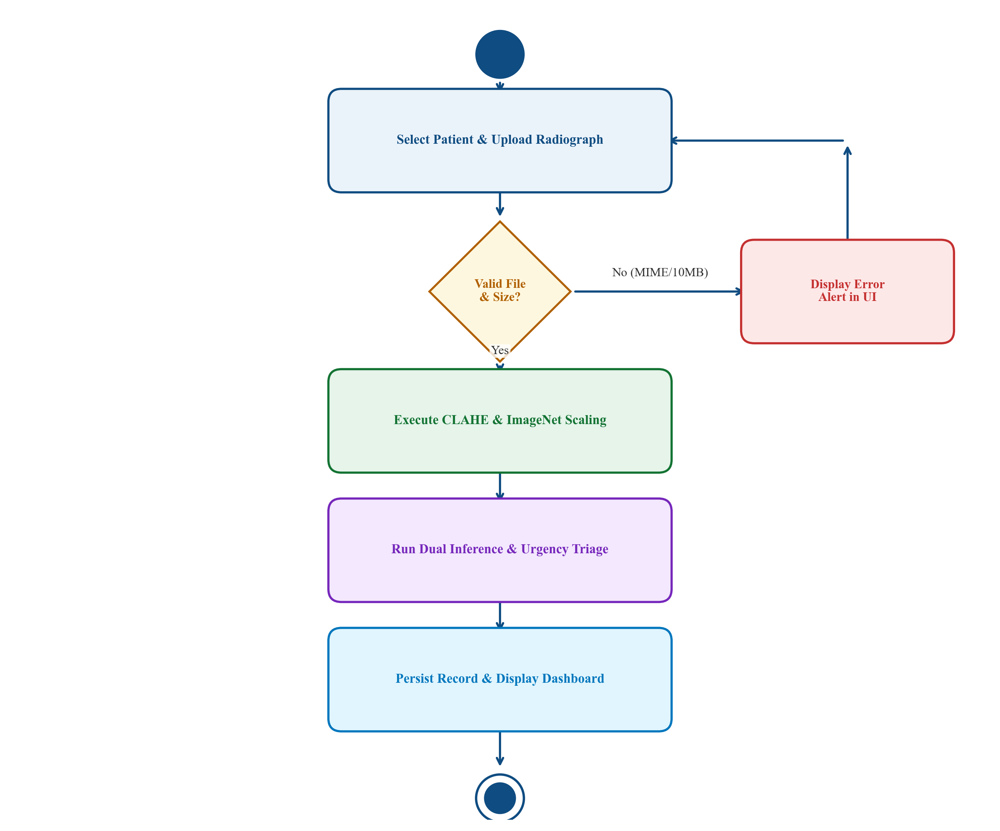 Select Patient & Upload Radiograph
Valid File
& Size?
No (MIME/10MB)
Display Error
Alert in UI
Yes
Execute CLAHE & ImageNet Scaling
Run Dual Inference & Urgency Triage
Persist Record & Display Dashboard